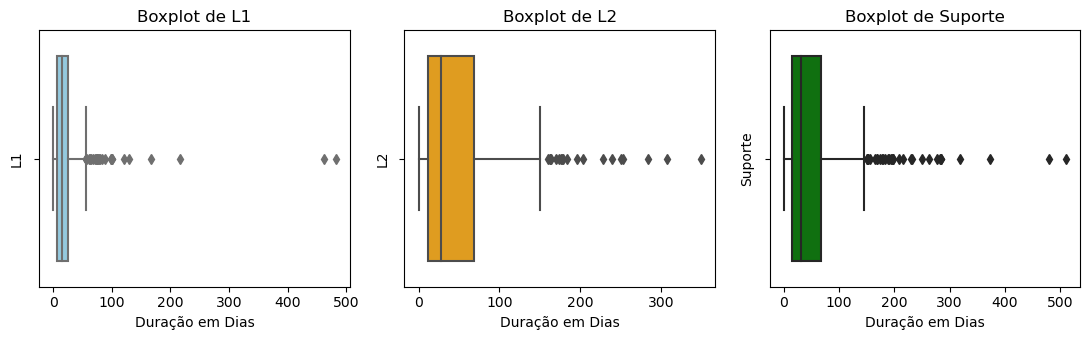 Boxplot de L1
L1
0 100 200 300 400 500
Duração em Dias
Boxplot de L2
L2
0 100 200 300
Duração em Dias
Boxplot de Suporte
Suporte
0 100 200 300 400 500
Duração em Dias